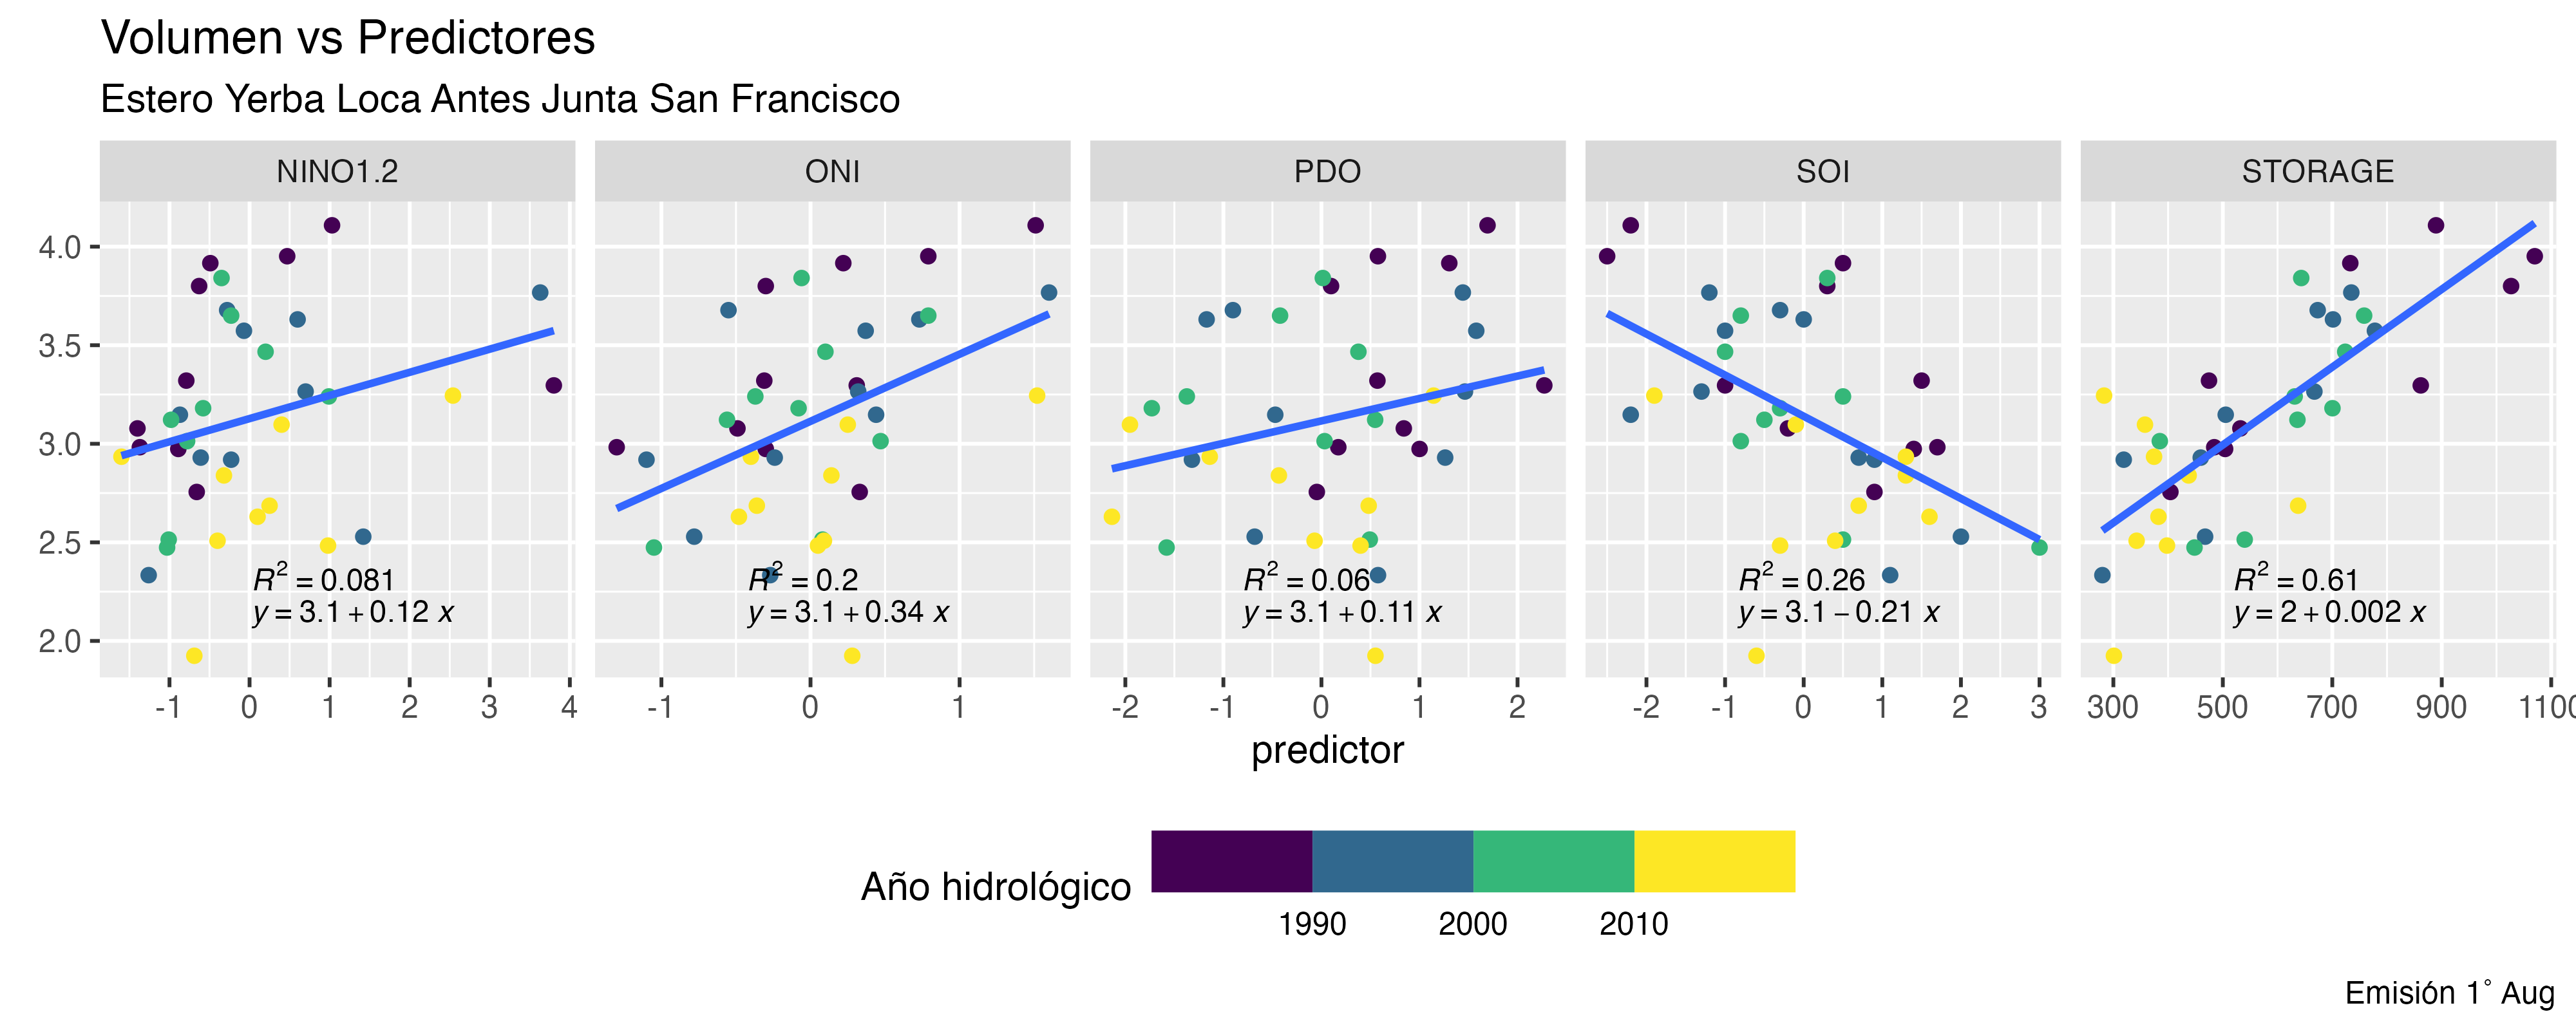 Volumen vs Predictores
Estero Yerba Loca Antes Junta San Francisco
NINO1.2 ONI PDO SOI STORAGE
4.0
3.5
3.0
2.5
2.0
R² = 0.081
y = 3.1 + 0.12 x
R² = 0.2
y = 3.1 + 0.34 x
R² = 0.06
y = 3.1 + 0.11 x
R² = 0.26
y = 3.1 − 0.21 x
R² = 0.61
y = 2 + 0.002 x
-1 0 1 2 3 4
-1 0 1
-2 -1 0 1 2
-2 -1 0 1 2 3
300 500 700 900 1100
predictor
Año hidrológico
1990 2000 2010
Emisión 1° Aug